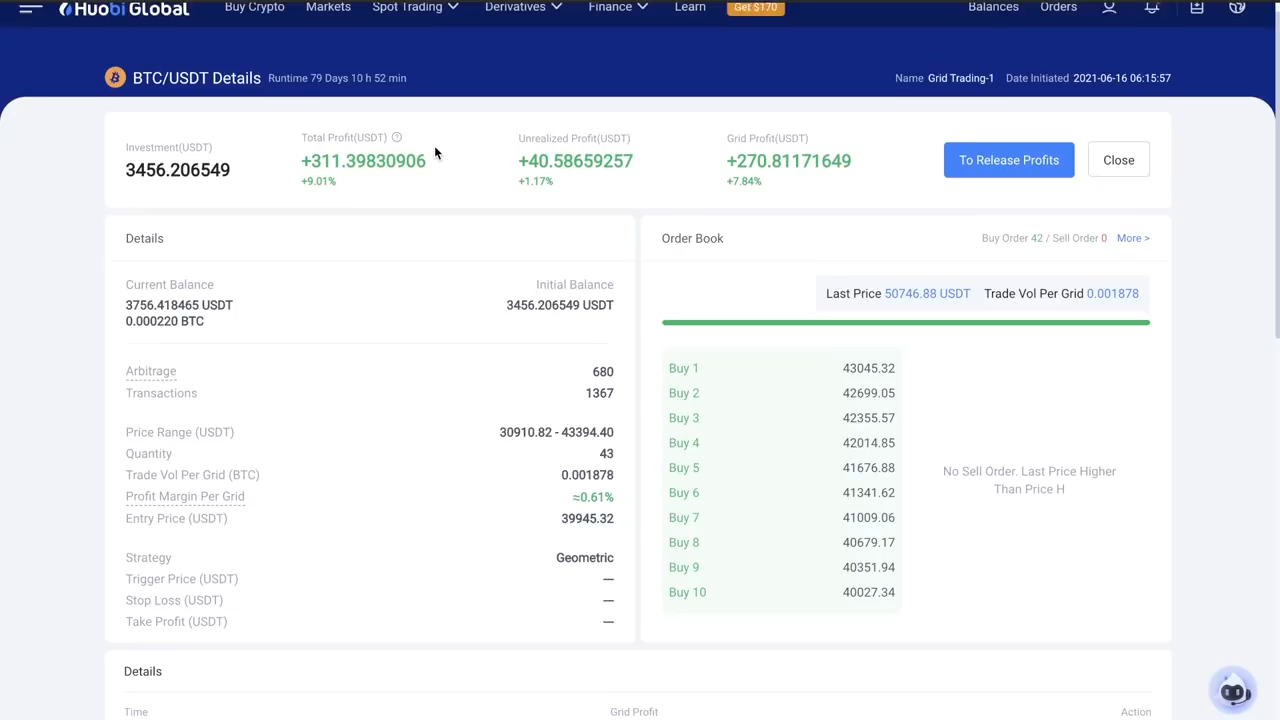 Huobi Global Buy Crypto Markets Spot Trading Derivatives Finance Learn Get $170 Balances Orders
BTC/USDT Details Runtime 79 Days 10 h 52 min Name Grid Trading-1 Date Initiated 2021-06-16 06:15:57
Investment(USDT)
3456.206549
Total Profit(USDT)
+311.39830906
+9.01%
Unrealized Profit(USDT)
+40.58659257
+1.17%
Grid Profit(USDT)
+270.81171649
+7.84%
To Release Profits
Close
Details
Current Balance Initial Balance
3756.418465 USDT 3456.206549 USDT
0.000220 BTC
Arbitrage 680
Transactions 1367
Price Range (USDT) 30910.82 - 43394.40
Quantity 43
Trade Vol Per Grid (BTC) 0.001878
Profit Margin Per Grid ≈0.61%
Entry Price (USDT) 39945.32
Strategy Geometric
Trigger Price (USDT) —
Stop Loss (USDT) —
Take Profit (USDT) —
Order Book Buy Order 42 / Sell Order 0 More >
Last Price 50746.88 USDT Trade Vol Per Grid 0.001878
Buy 1 43045.32
Buy 2 42699.05
Buy 3 42355.57
Buy 4 42014.85
Buy 5 41676.88
Buy 6 41341.62
Buy 7 41009.06
Buy 8 40679.17
Buy 9 40351.94
Buy 10 40027.34
No Sell Order. Last Price Higher
Than Price H
Details
Time Grid Profit Action